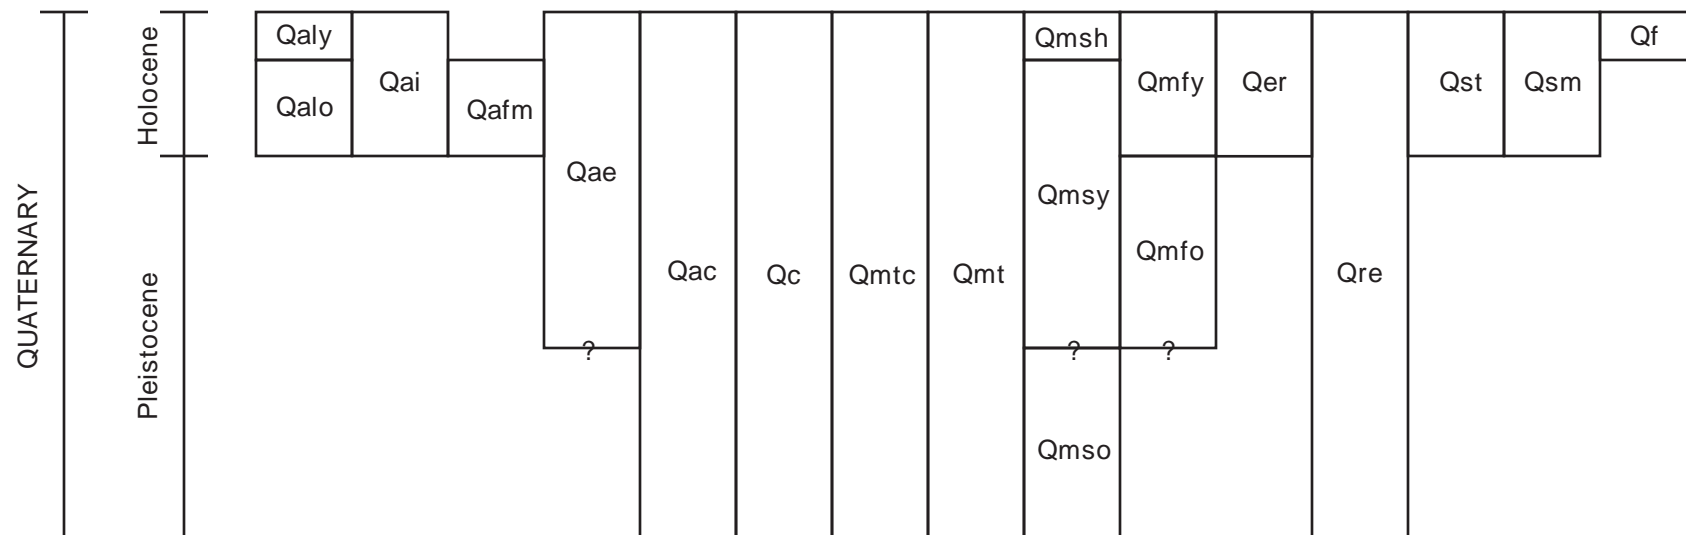 QUATERNARY
Holocene
Pleistocene
Qaly
Qalo
Qai
Qafm
Qae
?
Qac
Qc
Qmtc
Qmt
Qmsh
Qmsy
?
Qmso
Qmfy
Qmfo
?
Qer
Qre
Qst
Qsm
Qf